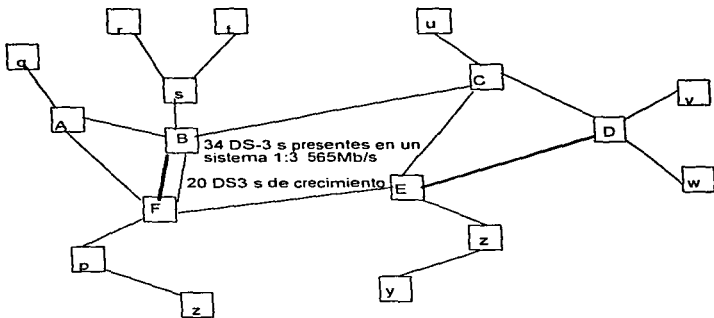 r
t
u
q
s
C
v
A
B
D
34 DS-3 s presentes en un
sistema 1:3 565Mb/s
20 DS3 s de crecimiento
E
w
F
p
z
y
z